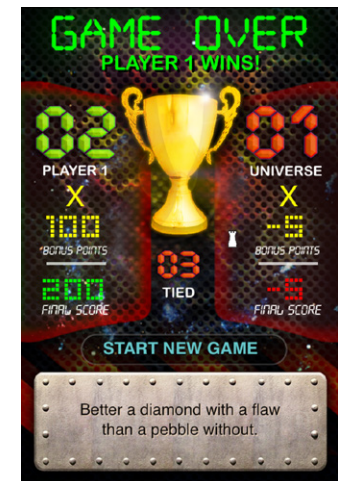 GAME OVER
PLAYER 1 WINS!
02
01
PLAYER 1
UNIVERSE
X
X
100
-5
*BONUS POINTS
BONUS POINTS
03
200
TIED
-5
FINAL SCORE
FINAL SCORE
START NEW GAME
Better a diamond with a flaw
than a pebble without.